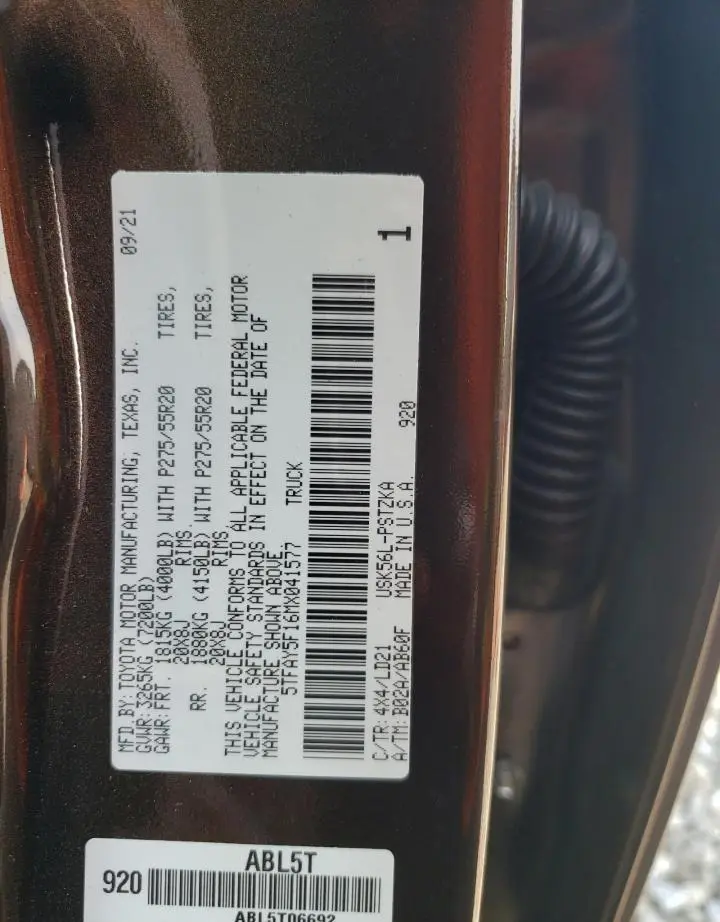 MFD BY:TOYOTA MOTOR MANUFACTURING, TEXAS, INC. 09/21
GVWR:3265KG (7200LB)
GAWR:FRT. 1815KG (4000LB) WITH P275/55R20 TIRES,
20X8J RIMS.
RR. 1880KG (4150LB) WITH P275/55R20 TIRES,
20X8J RIMS.
THIS VEHICLE CONFORMS TO ALL APPLICABLE FEDERAL MOTOR
VEHICLE SAFETY STANDARDS IN EFFECT ON THE DATE OF
MANUFACTURE SHOWN ABOVE
5TFAY5F16MX041577 TRUCK
1
C/TR:4X4/LD21 USK56L-PSTZKA 920
A/TM:B02A/AB60F MADE IN U.S.A.
ABL5T
920
ABL5T06692